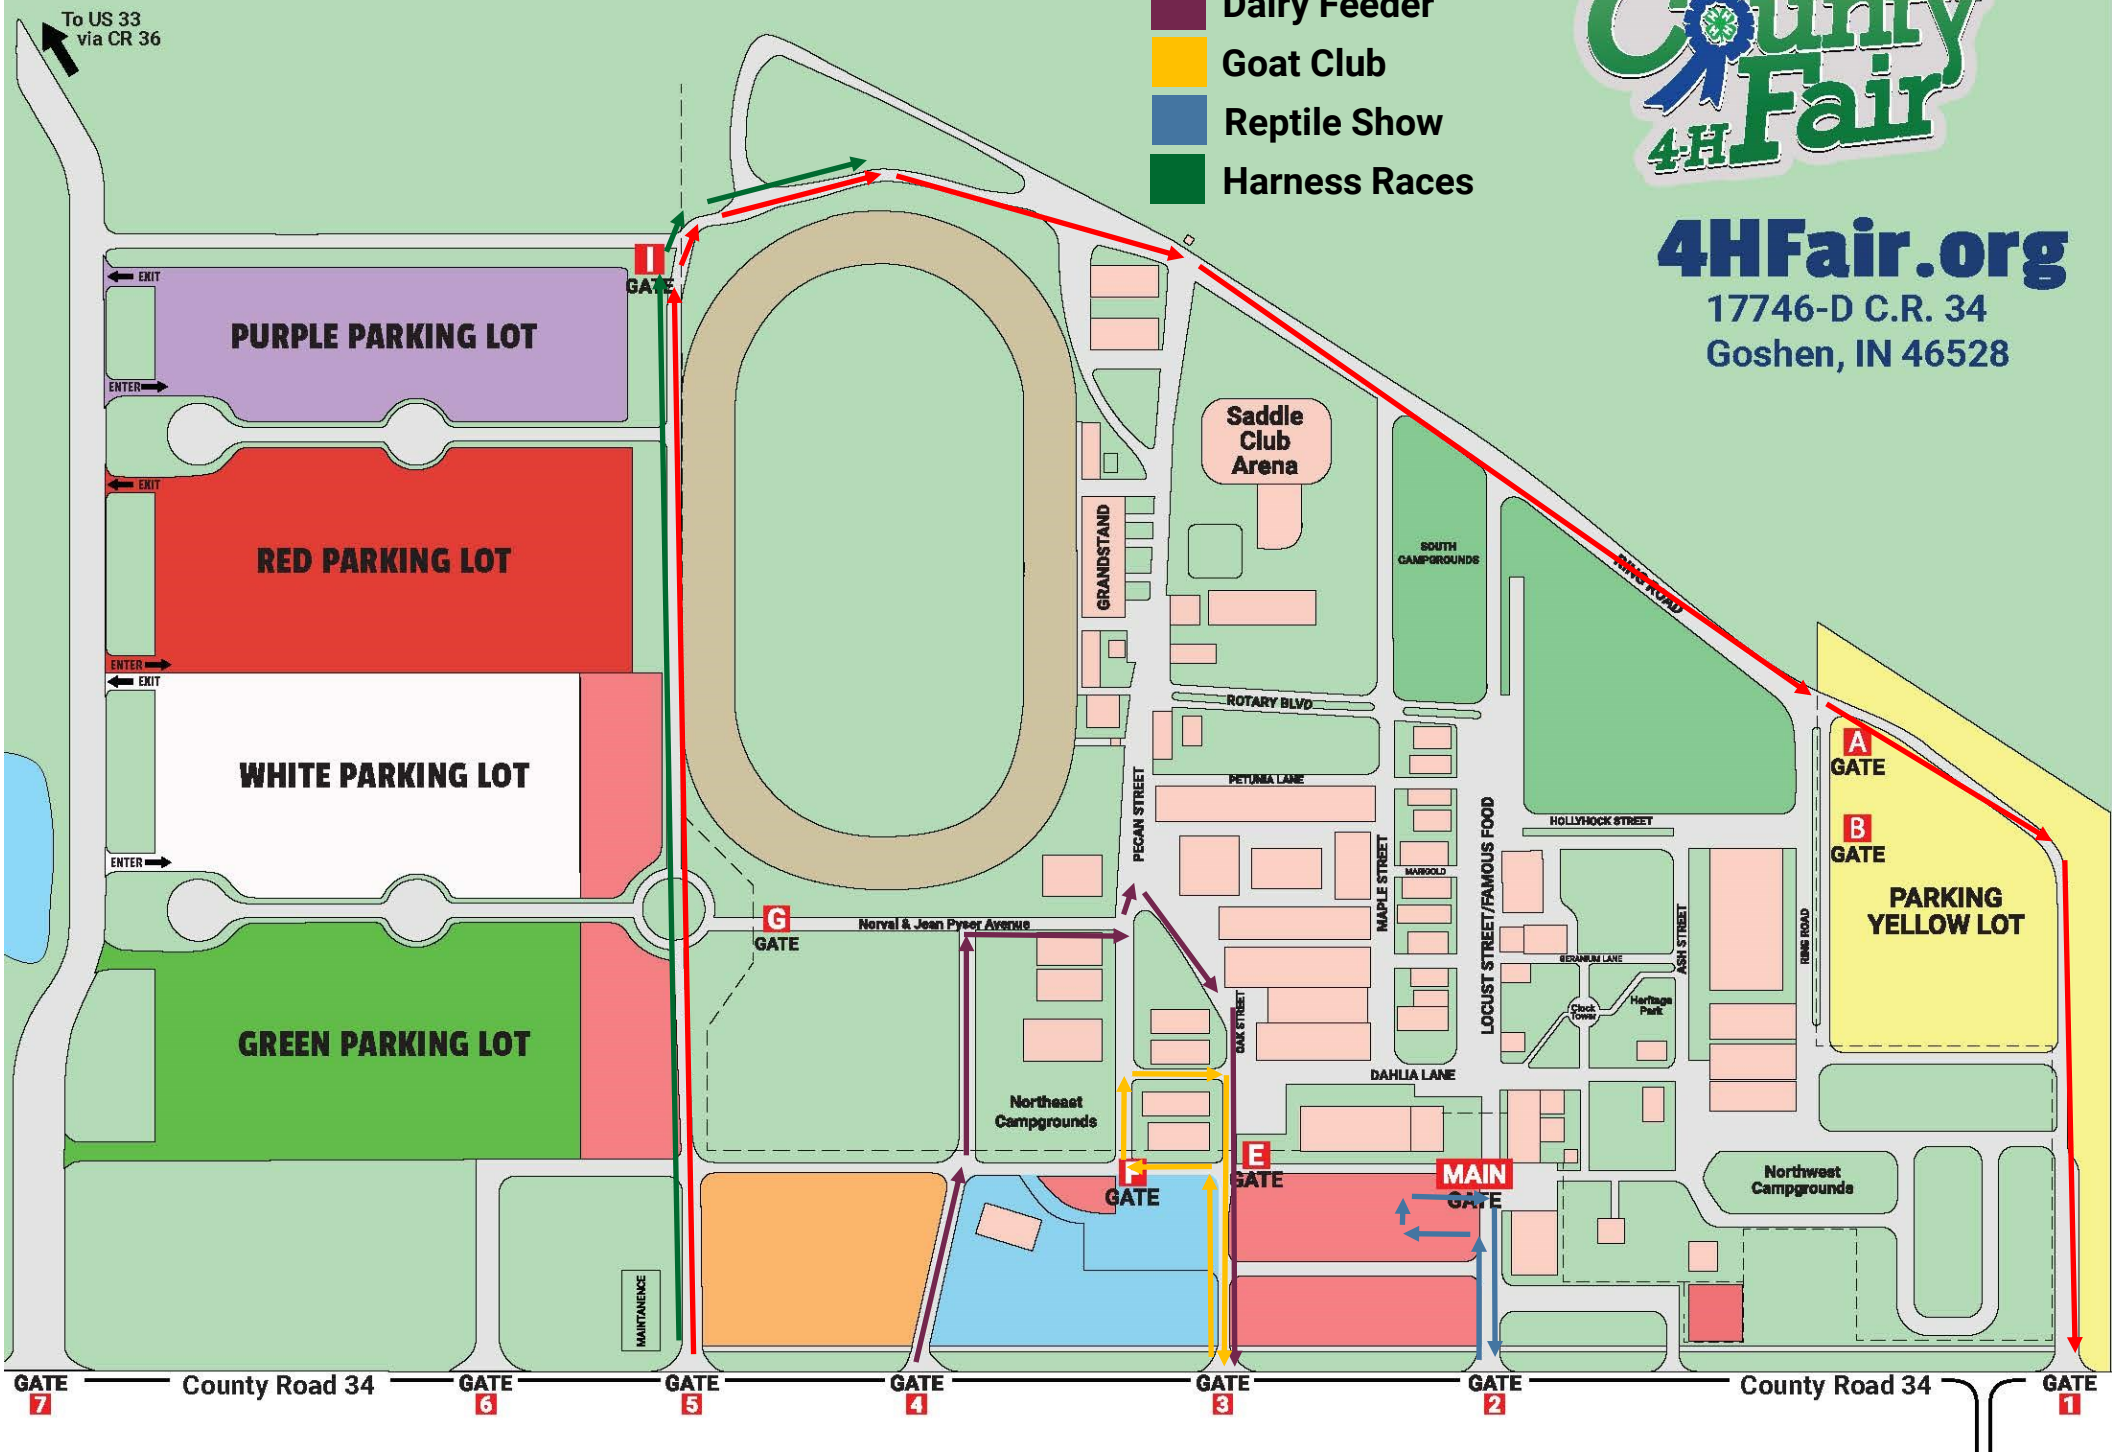 To US 33
via CR 36
Dairy Feeder
Goat Club
Reptile Show
Harness Races
County
Fair
4-H
4HFair.org
17746-D C.R. 34
Goshen, IN 46528
I
GATE
EXIT
PURPLE PARKING LOT
ENTER
EXIT
RED PARKING LOT
ENTER
EXIT
WHITE PARKING LOT
ENTER
GREEN PARKING LOT
Saddle
Club
Arena
GRANDSTAND
SOUTH
CAMPGROUNDS
RING ROAD
ROTARY BLVD
PETUNIA LANE
PECAN STREET
MAPLE STREET
MARIGOLD
LOCUST STREET/FAMOUS FOOD
HOLLYHOCK STREET
A
GATE
B
GATE
PARKING
YELLOW LOT
RING ROAD
ASH STREET
GERANIUM LANE
Clock
Tower
Heritage
Park
G
GATE
Norval & Jean Pyser Avenue
OAK STREET
DAHLIA LANE
Northeast
Campgrounds
E
GATE
F
GATE
MAIN
GATE
Northwest
Campgrounds
MAINTANENCE
GATE
7
County Road 34
GATE
6
GATE
5
GATE
4
GATE
3
GATE
2
County Road 34
GATE
1